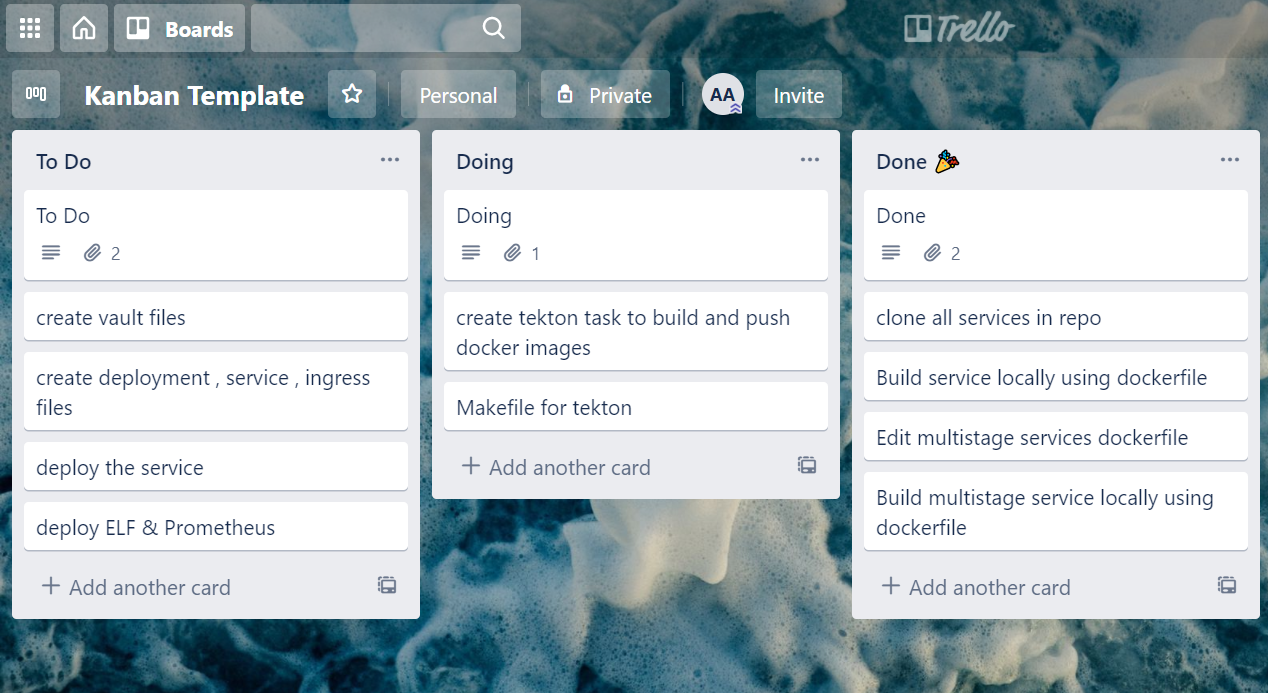 Boards
Trello
Kanban Template
Personal
Private
AA
Invite
To Do
To Do
2
create vault files
create deployment , service , ingress
files
deploy the service
deploy ELF & Prometheus
Add another card
Doing
Doing
1
create tekton task to build and push
docker images
Makefile for tekton
Add another card
Done
Done
2
clone all services in repo
Build service locally using dockerfile
Edit multistage services dockerfile
Build multistage service locally using
dockerfile
Add another card